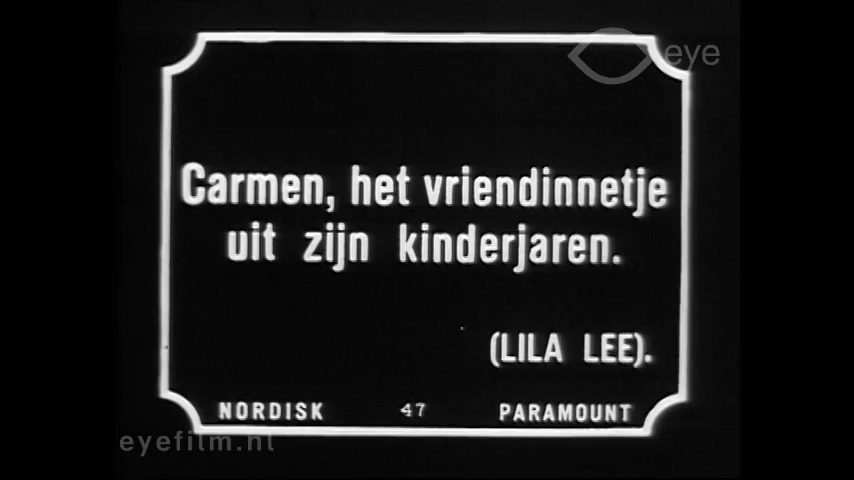 eye
Carmen, het vriendinnetje
uit zijn kinderjaren.
(LILA LEE).
NORDISK 47 PARAMOUNT
eyefilm.nl